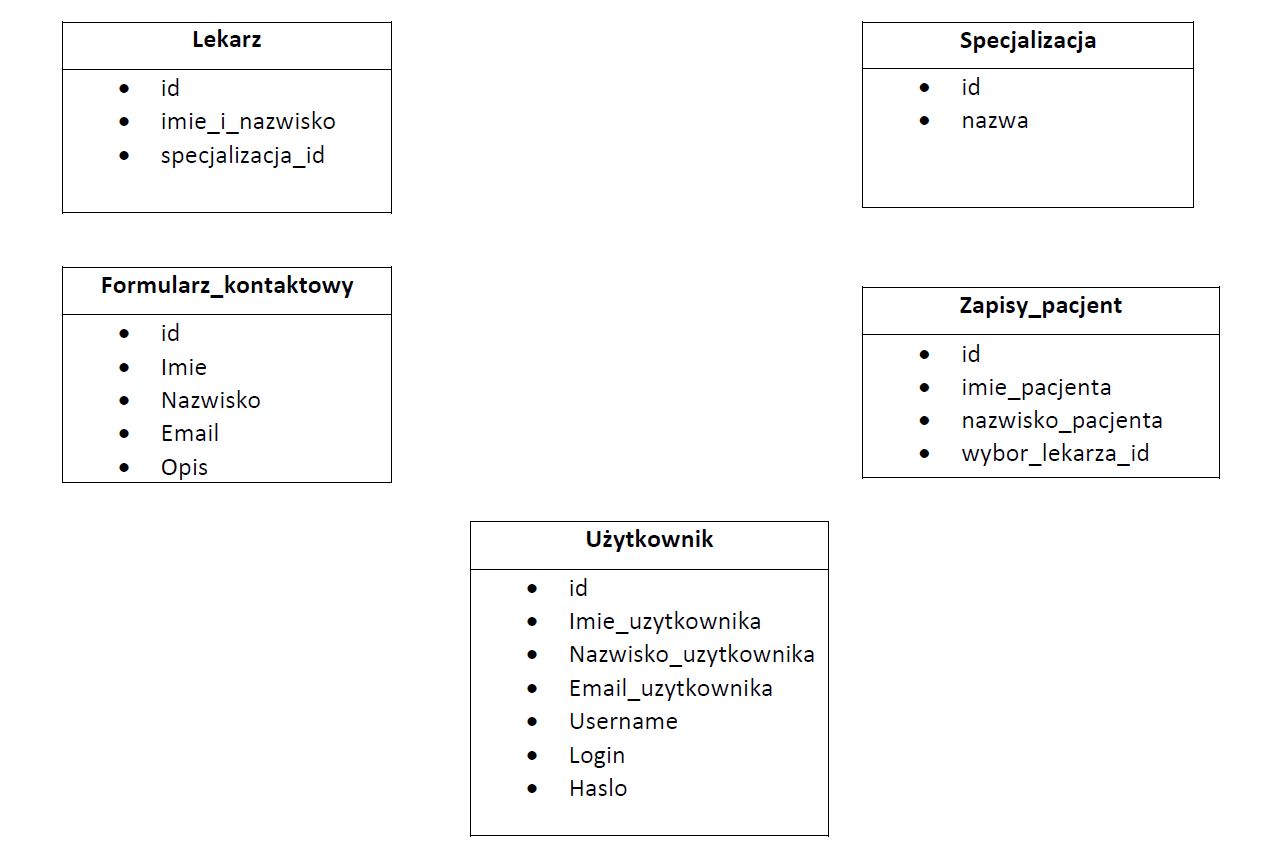 Lekarz
• id
• imie_i_nazwisko
• specjalizacja_id
Specjalizacja
• id
• nazwa
Formularz_kontaktowy
• id
• Imie
• Nazwisko
• Email
• Opis
Zapisy_pacjent
• id
• imie_pacjenta
• nazwisko_pacjenta
• wybor_lekarza_id
Użytkownik
• id
• Imie_uzytkownika
• Nazwisko_uzytkownika
• Email_uzytkownika
• Username
• Login
• Haslo